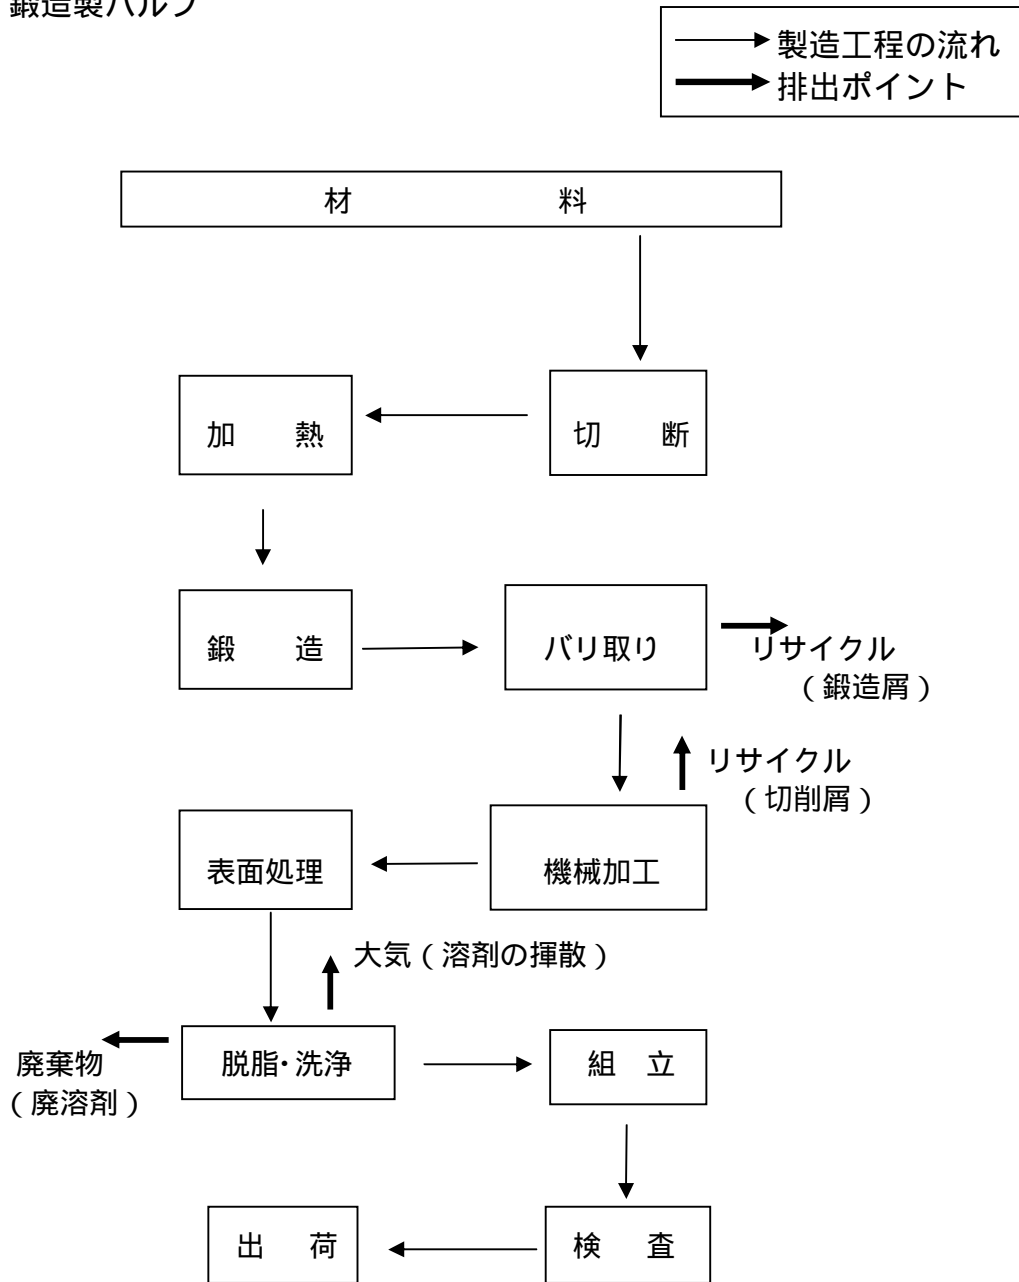 鍛造製バルブ
製造工程の流れ
排出ポイント
材　料
加　熱
切　断
鍛　造
バリ取り
リサイクル
（鍛造屑）
リサイクル
（切削屑）
表面処理
機械加工
大気（溶剤の揮散）
廃棄物
（廃溶剤）
脱脂・洗浄
組　立
出　荷
検　査